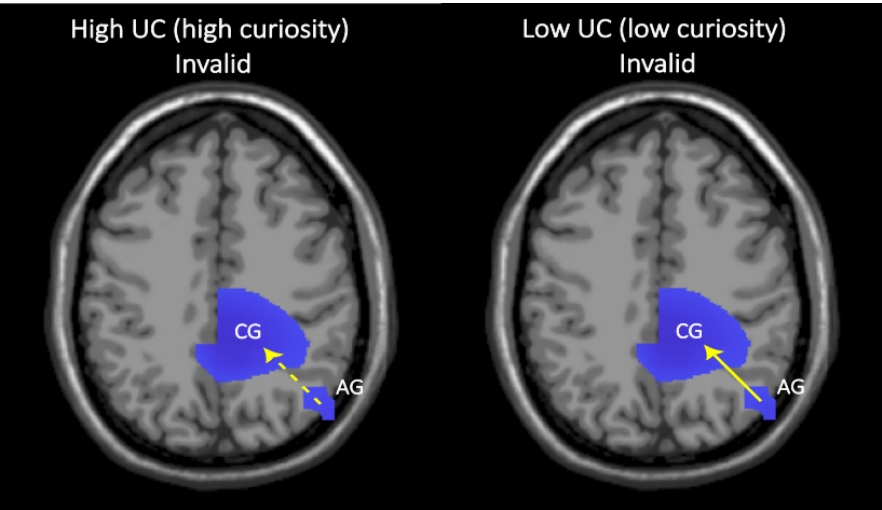 High UC (high curiosity)
Invalid
CG
AG
Low UC (low curiosity)
Invalid
CG
AG